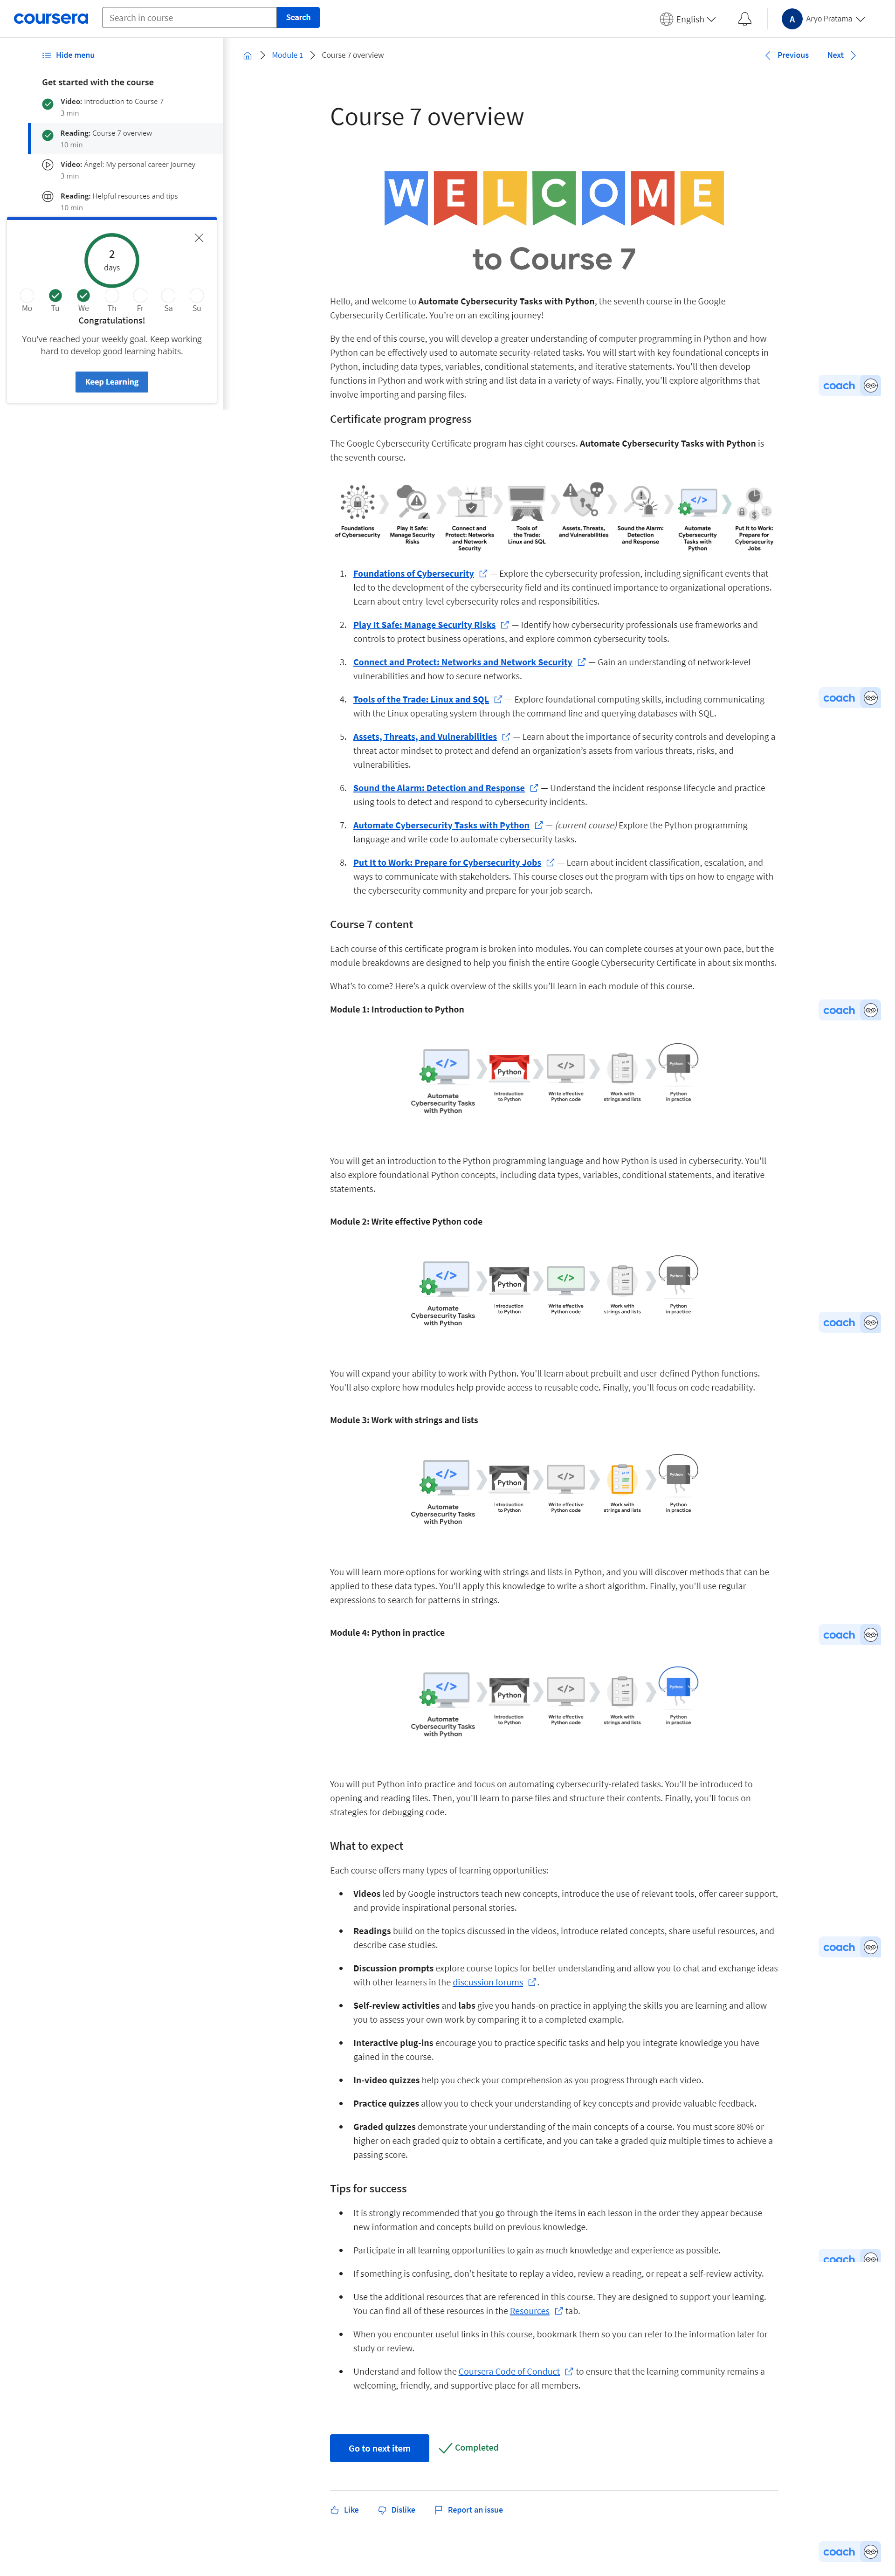 coursera
Search in course
Search
English
A
Aryo Pratama
Hide menu
Module 1
Course 7 overview
Previous
Next
Get started with the course
Video: Introduction to Course 7
3 min
Reading: Course 7 overview
10 min
Video: Ángel: My personal career journey
3 min
Reading: Helpful resources and tips
10 min
2
days
Mo Tu We Th Fr Sa Su
Congratulations!
You've reached your weekly goal. Keep working
hard to develop good learning habits.
Keep Learning
Course 7 overview
WELCOME
to Course 7
Hello, and welcome to Automate Cybersecurity Tasks with Python, the seventh course in the Google
Cybersecurity Certificate. You're on an exciting journey!
By the end of this course, you will develop a greater understanding of computer programming in Python and how
Python can be effectively used to automate security-related tasks. You will start with key foundational concepts in
Python, including data types, variables, conditional statements, and iterative statements. You'll then develop
functions in Python and work with string and list data in a variety of ways. Finally, you'll explore algorithms that
involve importing and parsing files.
coach
Certificate program progress
The Google Cybersecurity Certificate program has eight courses. Automate Cybersecurity Tasks with Python is
the seventh course.
</>
Foundations
of Cybersecurity
Play It Safe:
Manage Security
Risks
Connect and
Protect: Networks
and Network
Security
Tools of
the Trade:
Linux and SQL
Assets, Threats,
and Vulnerabilities
Sound the Alarm:
Detection
and Response
Automate
Cybersecurity
Tasks with
Python
Put It to Work:
Prepare for
Cybersecurity
Jobs
1. Foundations of Cybersecurity — Explore the cybersecurity profession, including significant events that
led to the development of the cybersecurity field and its continued importance to organizational operations.
Learn about entry-level cybersecurity roles and responsibilities.
2. Play It Safe: Manage Security Risks — Identify how cybersecurity professionals use frameworks and
controls to protect business operations, and explore common cybersecurity tools.
3. Connect and Protect: Networks and Network Security — Gain an understanding of network-level
vulnerabilities and how to secure networks.
4. Tools of the Trade: Linux and SQL — Explore foundational computing skills, including communicating
with the Linux operating system through the command line and querying databases with SQL.
coach
5. Assets, Threats, and Vulnerabilities — Learn about the importance of security controls and developing a
threat actor mindset to protect and defend an organization's assets from various threats, risks, and
vulnerabilities.
6. Sound the Alarm: Detection and Response — Understand the incident response lifecycle and practice
using tools to detect and respond to cybersecurity incidents.
7. Automate Cybersecurity Tasks with Python — (current course) Explore the Python programming
language and write code to automate cybersecurity tasks.
8. Put It to Work: Prepare for Cybersecurity Jobs — Learn about incident classification, escalation, and
ways to communicate with stakeholders. This course closes out the program with tips on how to engage with
the cybersecurity community and prepare for your job search.
Course 7 content
Each course of this certificate program is broken into modules. You can complete courses at your own pace, but the
module breakdowns are designed to help you finish the entire Google Cybersecurity Certificate in about six months.
What's to come? Here's a quick overview of the skills you'll learn in each module of this course.
Module 1: Introduction to Python
coach
</>
Python
</>
Python
Automate
Cybersecurity Tasks
with Python
Introduction
to Python
Write effective
Python code
Work with
strings and lists
Python
in practice
You will get an introduction to the Python programming language and how Python is used in cybersecurity. You'll
also explore foundational Python concepts, including data types, variables, conditional statements, and iterative
statements.
Module 2: Write effective Python code
</>
Python
</>
Python
Automate
Cybersecurity Tasks
with Python
Introduction
to Python
Write effective
Python code
Work with
strings and lists
Python
in practice
coach
You will expand your ability to work with Python. You'll learn about prebuilt and user-defined Python functions.
You'll also explore how modules help provide access to reusable code. Finally, you'll focus on code readability.
Module 3: Work with strings and lists
</>
Python
</>
Python
Automate
Cybersecurity Tasks
with Python
Introduction
to Python
Write effective
Python code
Work with
strings and lists
Python
in practice
You will learn more options for working with strings and lists in Python, and you will discover methods that can be
applied to these data types. You'll apply this knowledge to write a short algorithm. Finally, you'll use regular
expressions to search for patterns in strings.
Module 4: Python in practice
coach
</>
Python
</>
Python
Automate
Cybersecurity Tasks
with Python
Introduction
to Python
Write effective
Python code
Work with
strings and lists
Python
in practice
You will put Python into practice and focus on automating cybersecurity-related tasks. You'll be introduced to
opening and reading files. Then, you'll learn to parse files and structure their contents. Finally, you'll focus on
strategies for debugging code.
What to expect
Each course offers many types of learning opportunities:
• Videos led by Google instructors teach new concepts, introduce the use of relevant tools, offer career support,
and provide inspirational personal stories.
• Readings build on the topics discussed in the videos, introduce related concepts, share useful resources, and
describe case studies.
coach
• Discussion prompts explore course topics for better understanding and allow you to chat and exchange ideas
with other learners in the discussion forums.
• Self-review activities and labs give you hands-on practice in applying the skills you are learning and allow
you to assess your own work by comparing it to a completed example.
• Interactive plug-ins encourage you to practice specific tasks and help you integrate knowledge you have
gained in the course.
• In-video quizzes help you check your comprehension as you progress through each video.
• Practice quizzes allow you to check your understanding of key concepts and provide valuable feedback.
• Graded quizzes demonstrate your understanding of the main concepts of a course. You must score 80% or
higher on each graded quiz to obtain a certificate, and you can take a graded quiz multiple times to achieve a
passing score.
Tips for success
• It is strongly recommended that you go through the items in each lesson in the order they appear because
new information and concepts build on previous knowledge.
• Participate in all learning opportunities to gain as much knowledge and experience as possible.
coach
• If something is confusing, don't hesitate to replay a video, review a reading, or repeat a self-review activity.
• Use the additional resources that are referenced in this course. They are designed to support your learning.
You can find all of these resources in the Resources tab.
• When you encounter useful links in this course, bookmark them so you can refer to the information later for
study or review.
• Understand and follow the Coursera Code of Conduct to ensure that the learning community remains a
welcoming, friendly, and supportive place for all members.
Go to next item
Completed
Like
Dislike
Report an issue
coach